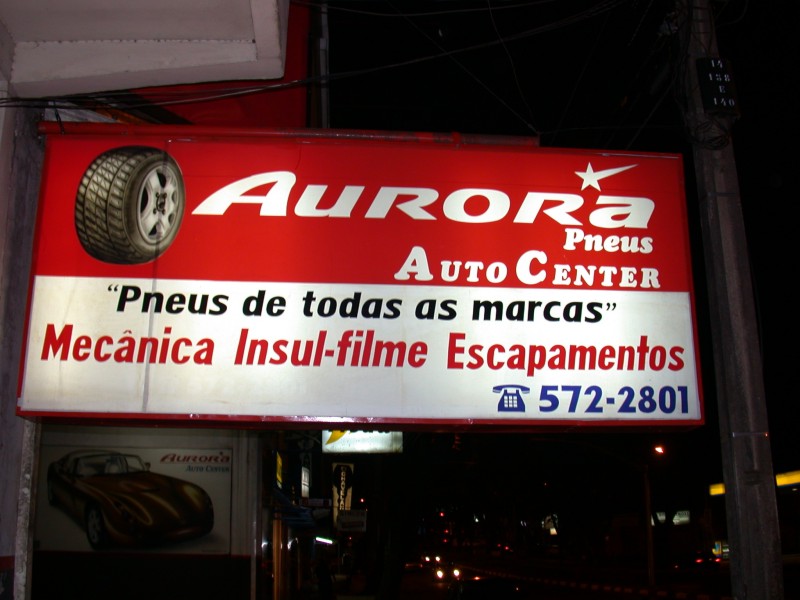 AURORA
Pneus
AUTO CENTER
"Pneus de todas as marcas"
Mecânica Insul-filme Escapamentos
572-2801
AURORA
AUTO CENTER